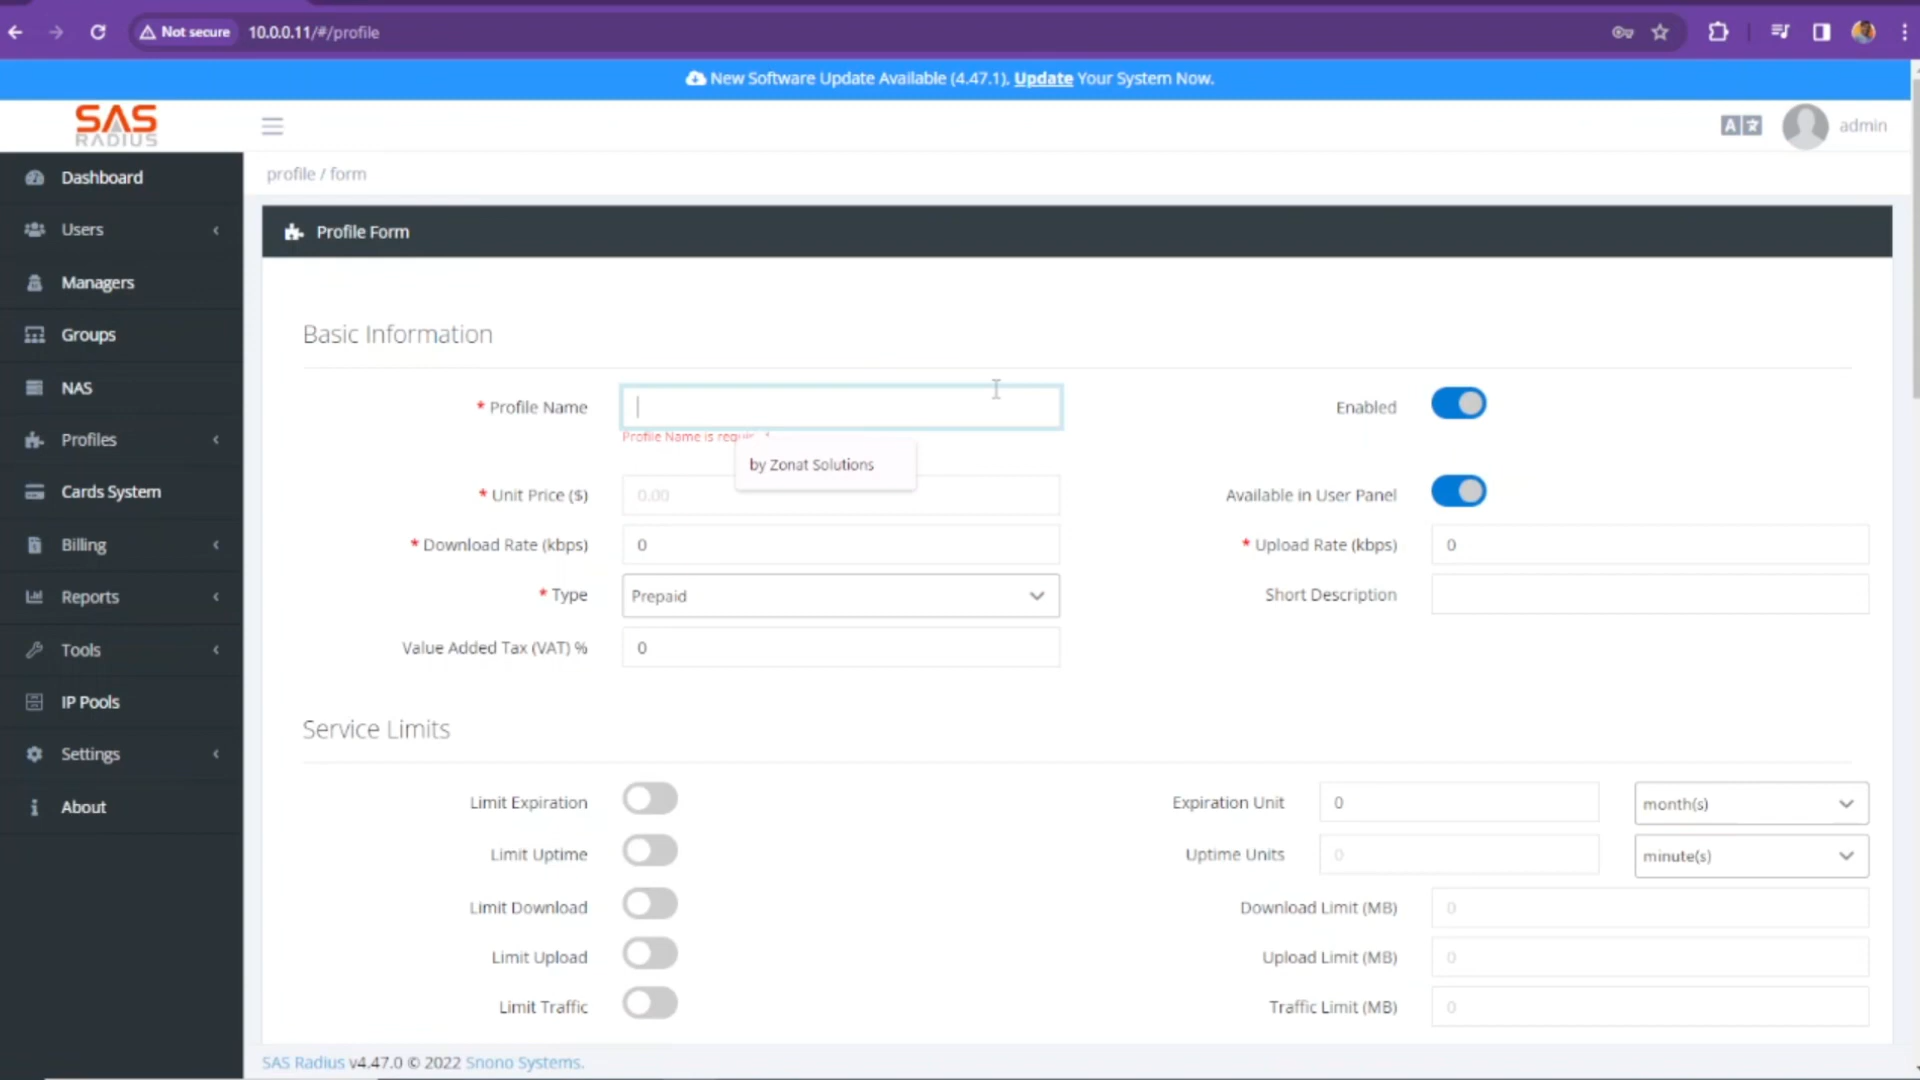 Not secure 10.0.0.11/#/profile
New Software Update Available (4.47.1), Update Your System Now.
SAS
RADIUS
admin
profile / form
Dashboard
Users
Managers
Groups
NAS
Profiles
Cards System
Billing
Reports
Tools
IP Pools
Settings
About
Profile Form
Basic Information
* Profile Name
Enabled
Profile Name is
by Zonat Solutions
* Unit Price ($) 0.00
Available in User Panel
* Download Rate (kbps) 0
* Upload Rate (kbps) 0
* Type Prepaid
Short Description
Value Added Tax (VAT) % 0
Service Limits
Limit Expiration
Expiration Unit 0 month(s)
Limit Uptime
Uptime Units 0 minute(s)
Limit Download
Download Limit (MB) 0
Limit Upload
Upload Limit (MB) 0
Limit Traffic
Traffic Limit (MB) 0
SAS Radius v4.47.0 © 2022 Snono Systems.